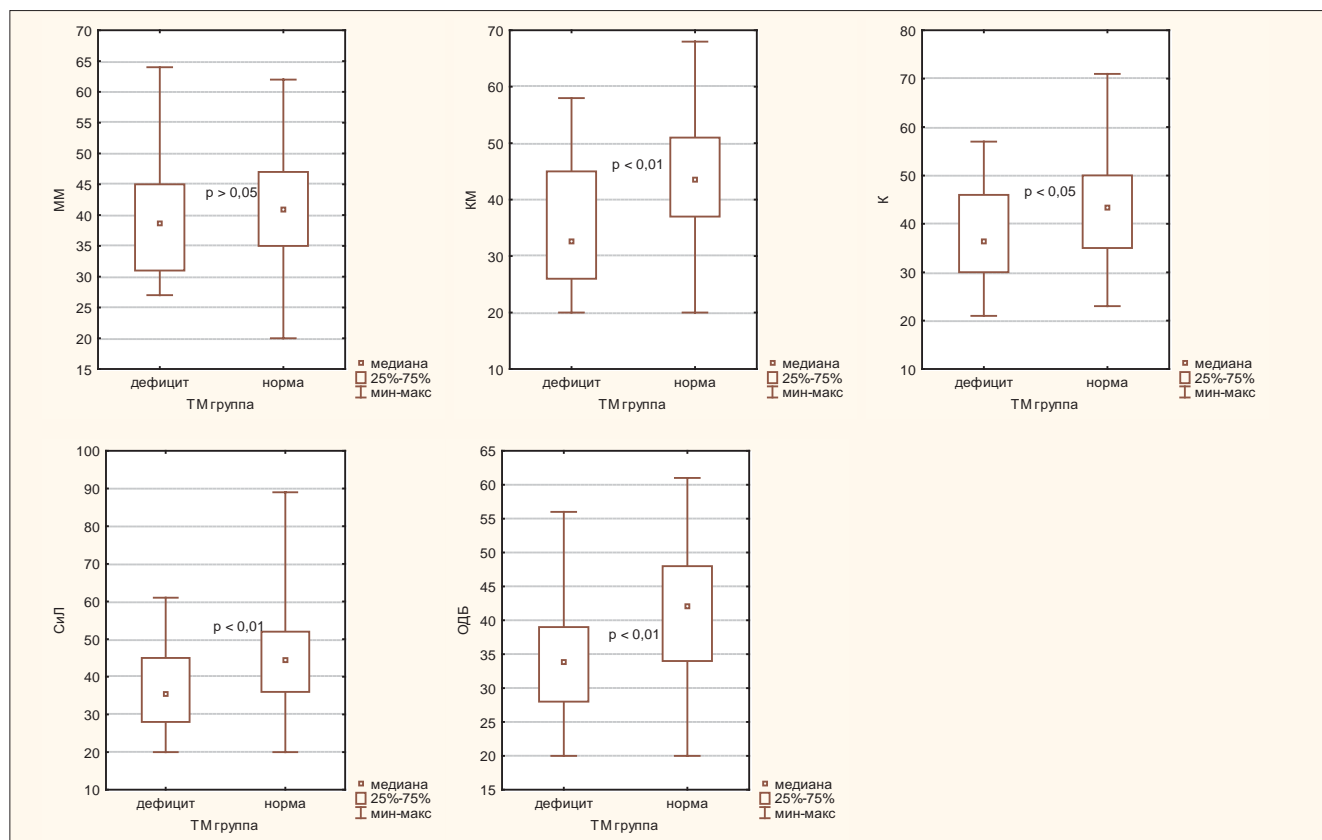 ММ
65
60
55
50
45
40
35
30
25
20
15
p > 0,05
дефицит
норма
ТМ группа
медиана
25%-75%
мин-макс
КМ
70
60
50
40
30
20
10
p < 0,01
дефицит
норма
ТМ группа
медиана
25%-75%
мин-макс
К
80
70
60
50
40
30
20
10
p < 0,05
дефицит
норма
ТМ группа
медиана
25%-75%
мин-макс
СиЛ
100
90
80
70
60
50
40
30
20
10
p < 0,01
дефицит
норма
ТМ группа
медиана
25%-75%
мин-макс
ОДБ
65
60
55
50
45
40
35
30
25
20
15
p < 0,01
дефицит
норма
ТМ группа
медиана
25%-75%
мин-макс